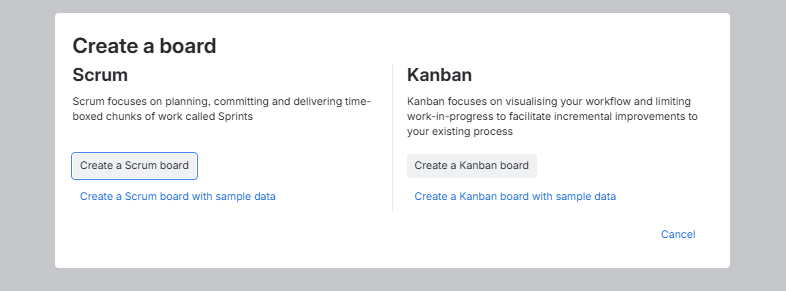 Create a board
Scrum
Scrum focuses on planning, committing and delivering time-
boxed chunks of work called Sprints
Create a Scrum board
Create a Scrum board with sample data
Kanban
Kanban focuses on visualising your workflow and limiting
work-in-progress to facilitate incremental improvements to
your existing process
Create a Kanban board
Create a Kanban board with sample data
Cancel